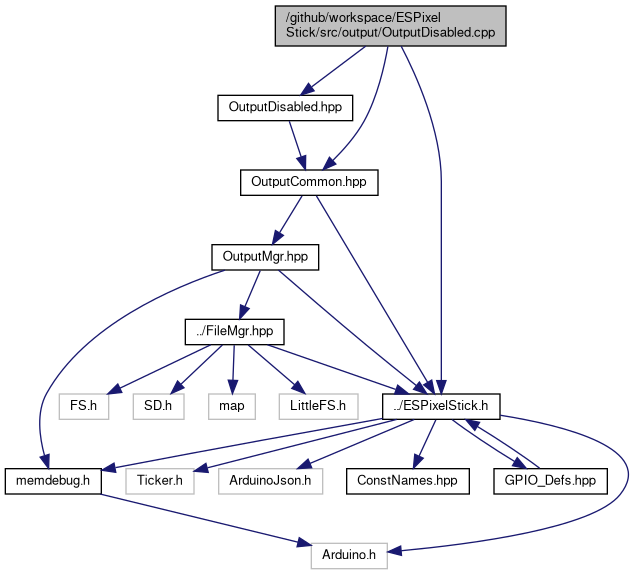 /github/workspace/ESPixel
Stick/src/output/OutputDisabled.cpp
OutputDisabled.hpp
OutputCommon.hpp
OutputMgr.hpp
../FileMgr.hpp
FS.h
SD.h
map
LittleFS.h
../ESPixelStick.h
memdebug.h
Ticker.h
ArduinoJson.h
ConstNames.hpp
GPIO_Defs.hpp
Arduino.h